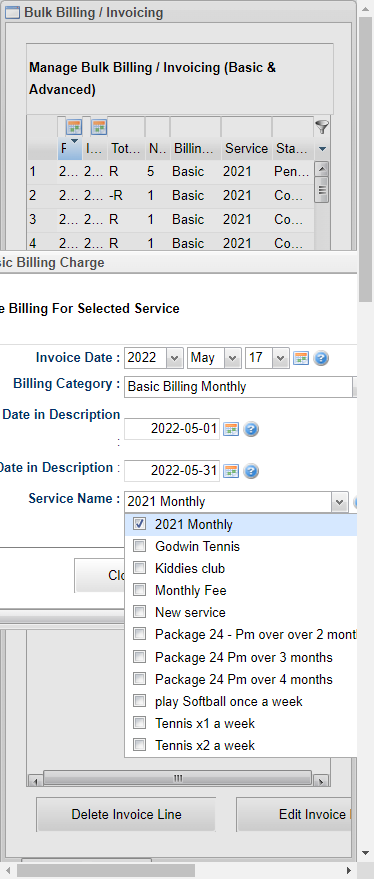 Bulk Billing / Invoicing
Manage Bulk Billing / Invoicing (Basic &
Advanced)
F I... Tot... N.. Billin... Service Sta...
1 2... 2... R 5 Basic 2021 Pen...
2 2... 2... -R 1 Basic 2021 Co...
3 2... 2... R 1 Basic 2021 Co...
4 2... 2... R 1 Basic 2021 Co...
sic Billing Charge
e Billing For Selected Service
Invoice Date : 2022 May 17
Billing Category : Basic Billing Monthly
Date in Description : 2022-05-01
Date in Description : 2022-05-31
Service Name : 2021 Monthly
2021 Monthly
Godwin Tennis
Kiddies club
Monthly Fee
New service
Package 24 - Pm over over 2 mont
Package 24 Pm over 3 months
Package 24 Pm over 4 months
play Softball once a week
Tennis x1 a week
Tennis x2 a week
Clo
Delete Invoice Line
Edit Invoice